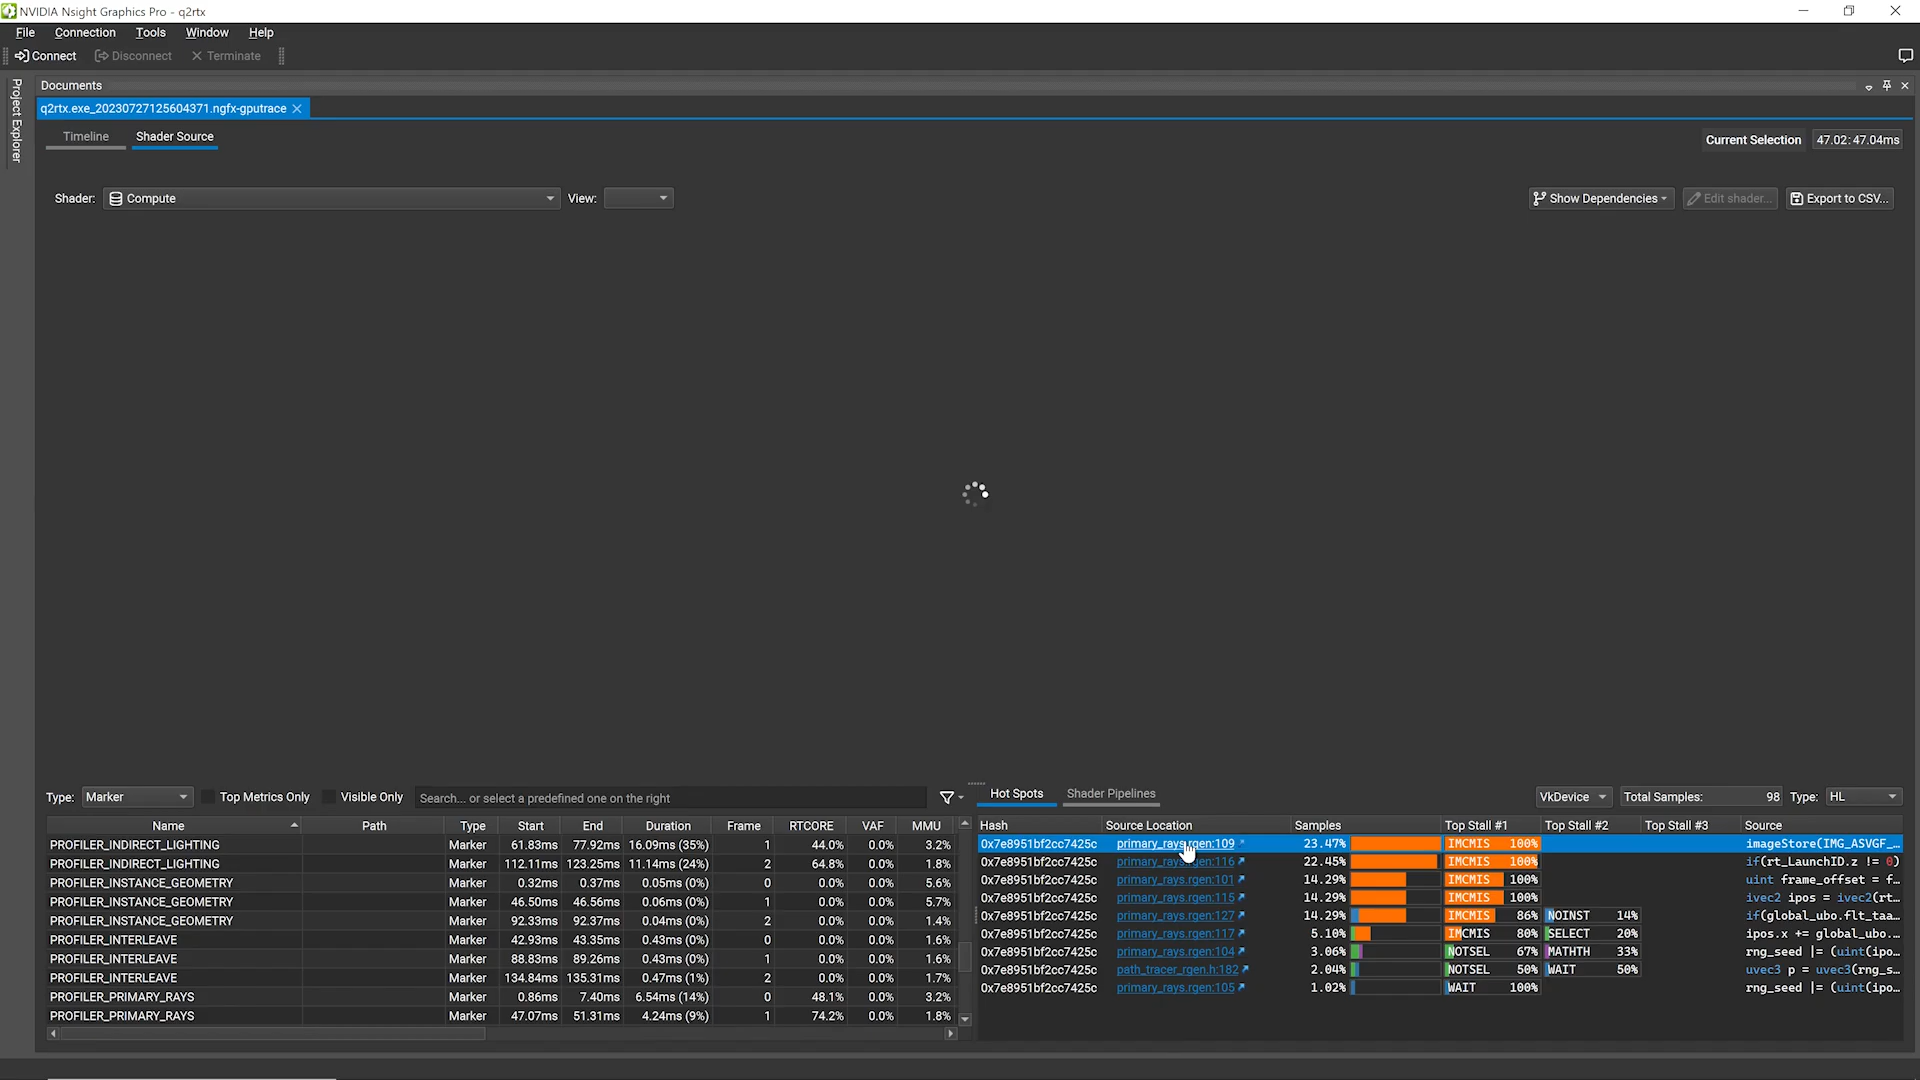 NVIDIA Nsight Graphics Pro - q2rtx
File Connection Tools Window Help
Connect Disconnect Terminate
Project Explorer
Documents
q2rtx.exe_20230727125604371.ngfx-gputrace
Timeline Shader Source
Current Selection 47.02: 47.04ms
Shader: Compute View:
Show Dependencies Edit shader... Export to CSV...
Type: Marker Top Metrics Only Visible Only Search... or select a predefined one on the right
Name Path Type Start End Duration Frame RTCORE VAF MMU
PROFILER_INDIRECT_LIGHTING Marker 61.83ms 77.92ms 16.09ms (35%) 1 44.0% 0.0% 3.2%
PROFILER_INDIRECT_LIGHTING Marker 112.11ms 123.25ms 11.14ms (24%) 2 64.8% 0.0% 1.8%
PROFILER_INSTANCE_GEOMETRY Marker 0.32ms 0.37ms 0.05ms (0%) 0 0.0% 0.0% 5.6%
PROFILER_INSTANCE_GEOMETRY Marker 46.50ms 46.56ms 0.06ms (0%) 1 0.0% 0.0% 5.7%
PROFILER_INSTANCE_GEOMETRY Marker 92.33ms 92.37ms 0.04ms (0%) 2 0.0% 0.0% 1.4%
PROFILER_INTERLEAVE Marker 42.93ms 43.35ms 0.43ms (0%) 0 0.0% 0.0% 1.6%
PROFILER_INTERLEAVE Marker 88.83ms 89.26ms 0.43ms (0%) 1 0.0% 0.0% 1.6%
PROFILER_INTERLEAVE Marker 134.84ms 135.31ms 0.47ms (1%) 2 0.0% 0.0% 1.7%
PROFILER_PRIMARY_RAYS Marker 0.86ms 7.40ms 6.54ms (14%) 0 48.1% 0.0% 3.2%
PROFILER_PRIMARY_RAYS Marker 47.07ms 51.31ms 4.24ms (9%) 1 74.2% 0.0% 1.8%
Hot Spots Shader Pipelines
VkDevice Total Samples: 98 Type: HL
Hash Source Location Samples Top Stall #1 Top Stall #2 Top Stall #3 Source
0x7e8951bf2cc7425c primary_rays.rgen:109 23.47% IMCMIS 100% imageStore(IMG_ASVGF_...
0x7e8951bf2cc7425c primary_rays.rgen:116 22.45% IMCMIS 100% if(rt_LaunchID.z != 0)
0x7e8951bf2cc7425c primary_rays.rgen:101 14.29% IMCMIS 100% uint frame_offset = f...
0x7e8951bf2cc7425c primary_rays.rgen:115 14.29% IMCMIS 100% ivec2 ipos = ivec2(rt...
0x7e8951bf2cc7425c primary_rays.rgen:127 14.29% IMCMIS 86% NOINST 14% if(global_ubo.flt_taa...
0x7e8951bf2cc7425c primary_rays.rgen:117 5.10% IMCMIS 80% SELECT 20% ipos.x += global_ubo...
0x7e8951bf2cc7425c primary_rays.rgen:104 3.06% NOTSEL 67% MATHTH 33% rng_seed |= (uint(ipo...
0x7e8951bf2cc7425c path_tracer_rgen.h:182 2.04% NOTSEL 50% WAIT 50% uvec3 p = uvec3(rng_s...
0x7e8951bf2cc7425c primary_rays.rgen:105 1.02% WAIT 100% rng_seed |= (uint(ipo...